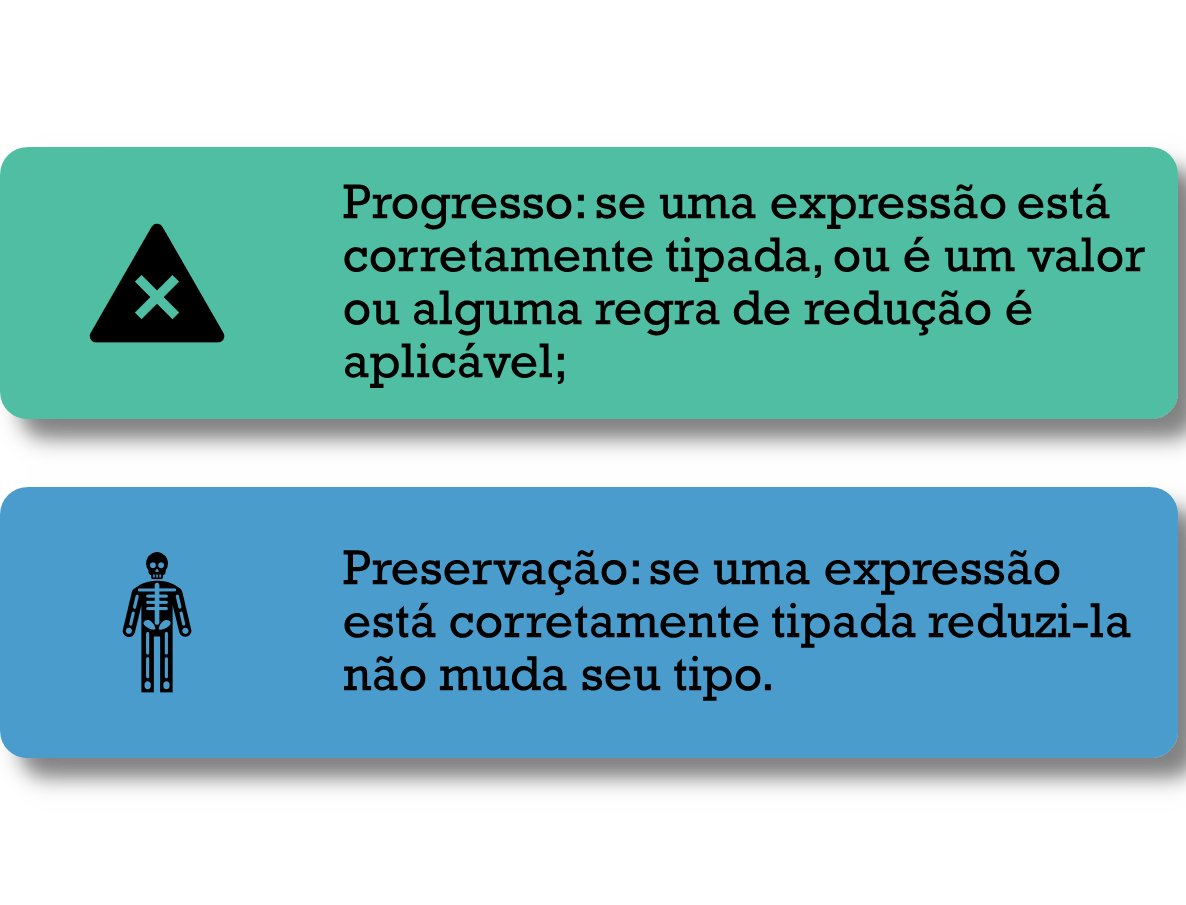 Progresso: se uma expressão está
corretamente tipada, ou é um valor
ou alguma regra de redução é
aplicável;
Preservação: se uma expressão
está corretamente tipada reduzi-la
não muda seu tipo.